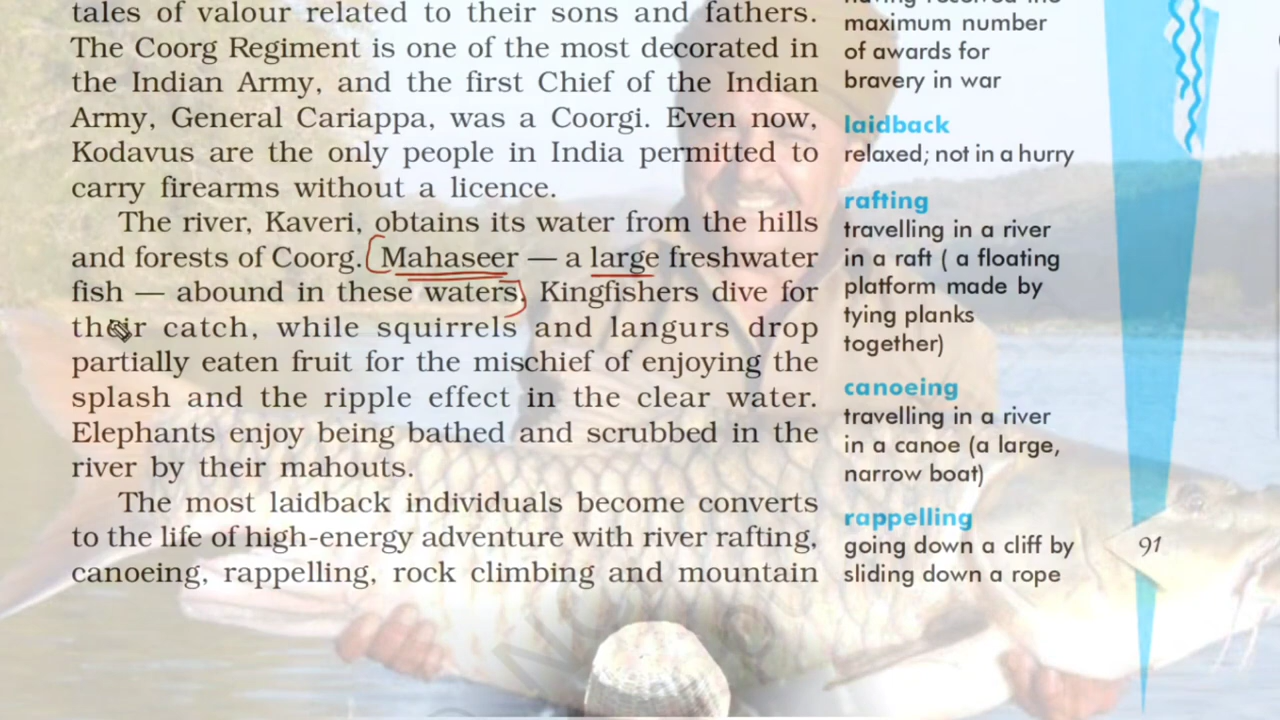 tales of valour related to their sons and fathers.
The Coorg Regiment is one of the most decorated in
the Indian Army, and the first Chief of the Indian
Army, General Cariappa, was a Coorgi. Even now,
Kodavus are the only people in India permitted to
carry firearms without a licence.
The river, Kaveri, obtains its water from the hills
and forests of Coorg. Mahaseer — a large freshwater
fish — abound in these waters. Kingfishers dive for
their catch, while squirrels and langurs drop
partially eaten fruit for the mischief of enjoying the
splash and the ripple effect in the clear water.
Elephants enjoy being bathed and scrubbed in the
river by their mahouts.
The most laidback individuals become converts
to the life of high-energy adventure with river rafting,
canoeing, rappelling, rock climbing and mountain
maximum number
of awards for
bravery in war
laidback
relaxed; not in a hurry
rafting
travelling in a river
in a raft ( a floating
platform made by
tying planks
together)
canoeing
travelling in a river
in a canoe (a large,
narrow boat)
rappelling
going down a cliff by
sliding down a rope
91